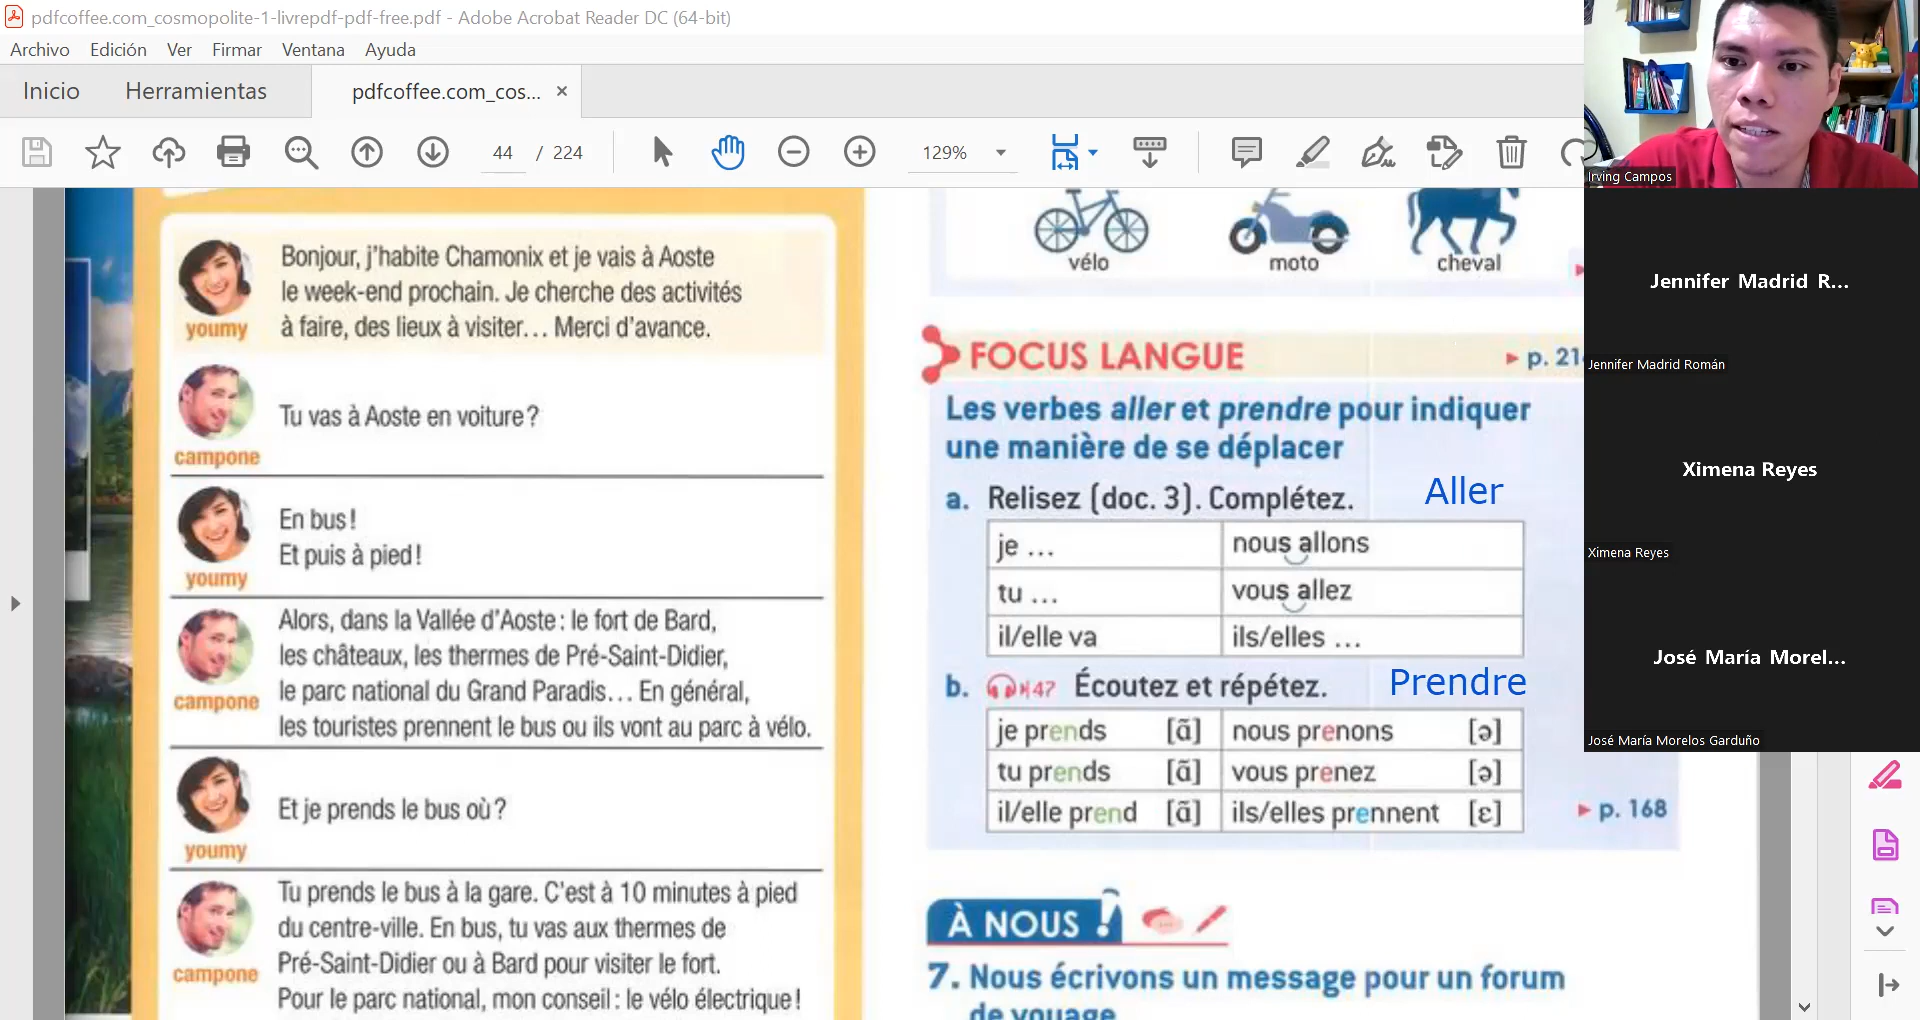 pdfcoffee.com_cosmopolite-1-livrepdf-pdf-free.pdf - Adobe Acrobat Reader DC (64-bit)
Archivo Edición Ver Firmar Ventana Ayuda
Inicio Herramientas pdfcoffee.com_cos... ×
44 / 224 129%
Bonjour, j'habite Chamonix et je vais à Aoste
le week-end prochain. Je cherche des activités
à faire, des lieux à visiter... Merci d'avance.
youmy
Tu vas à Aoste en voiture ?
campone
En bus !
Et puis à pied !
youmy
Alors, dans la Vallée d'Aoste : le fort de Bard,
les châteaux, les thermes de Pré-Saint-Didier,
le parc national du Grand Paradis... En général,
les touristes prennent le bus ou ils vont au parc à vélo.
campone
Et je prends le bus où ?
youmy
Tu prends le bus à la gare. C'est à 10 minutes à pied
du centre-ville. En bus, tu vas aux thermes de
Pré-Saint-Didier ou à Bard pour visiter le fort.
Pour le parc national, mon conseil : le vélo électrique !
campone
vélo moto cheval
FOCUS LANGUE
p. 21
Les verbes aller et prendre pour indiquer
une manière de se déplacer
a. Relisez (doc. 3). Complétez.
Aller
je ... nous allons
tu ... vous allez
il/elle va ils/elles ...
b. 47 Écoutez et répétez.
Prendre
je prends [ɑ̃] nous prenons [ə]
tu prends [ɑ̃] vous prenez [ə]
il/elle prend [ɑ̃] ils/elles prennent [ɛ]
p. 168
À NOUS !
7. Nous écrivons un message pour un forum
de voyage
Irving Campos
Jennifer Madrid R...
Jennifer Madrid Román
Ximena Reyes
Ximena Reyes
José María Morel...
José María Morelos Garduño